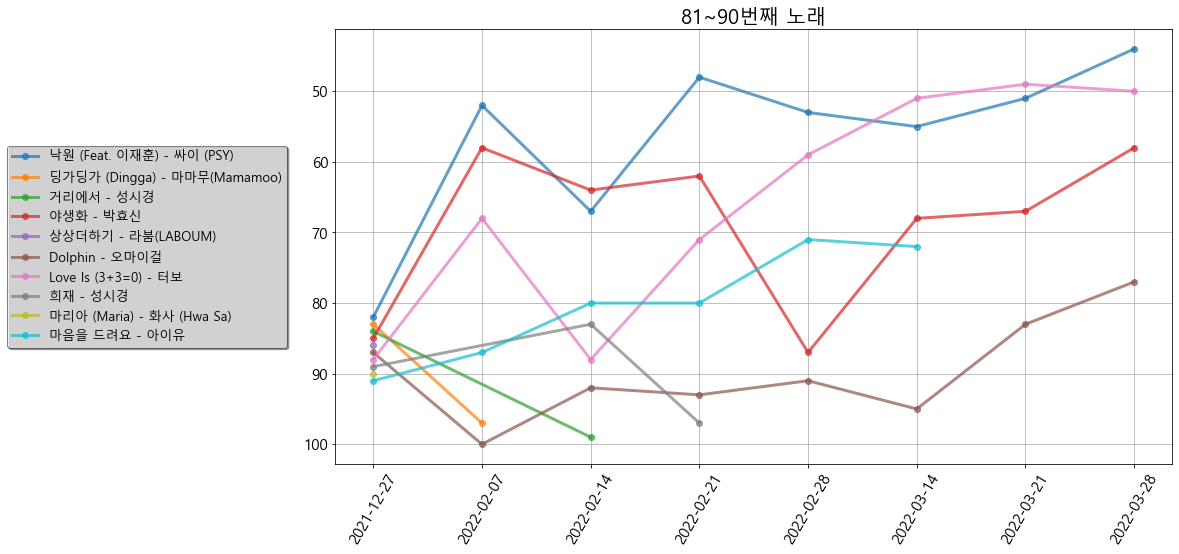 81~90번째 노래
낙원 (Feat. 이재훈) - 싸이 (PSY)
딩가딩가 (Dingga) - 마마무(Mamamoo)
거리에서 - 성시경
야생화 - 박효신
상상더하기 - 라붐(LABOUM)
Dolphin - 오마이걸
Love Is (3+3=0) - 터보
희재 - 성시경
마리아 (Maria) - 화사 (Hwa Sa)
마음을 드려요 - 아이유
50
60
70
80
90
100
2021-12-27
2022-02-07
2022-02-14
2022-02-21
2022-02-28
2022-03-14
2022-03-21
2022-03-28